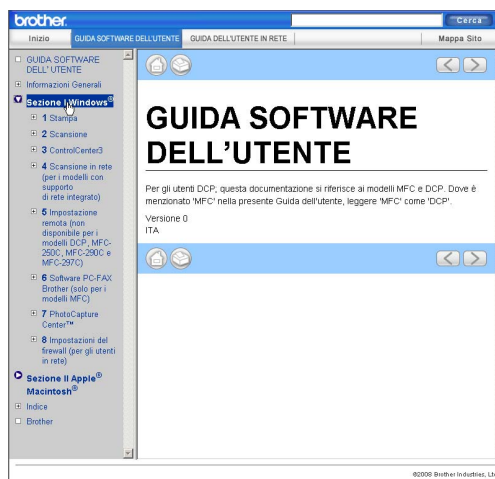 brother.
Cerca
Inizio
GUIDA SOFTWARE DELL'UTENTE
GUIDA DELL'UTENTE IN RETE
Mappa Sito
GUIDA SOFTWARE
DELL' UTENTE
Informazioni Generali
Sezione I Windows®
1 Stampa
2 Scansione
3 ControlCenter3
4 Scansione in rete
(per i modelli con
supporto
di rete integrato)
5 Impostazione
remota (non
disponibile per i
modelli DCP, MFC-
250C, MFC-290C e
MFC-297C)
6 Software PC-FAX
Brother (solo per i
modelli MFC)
7 PhotoCapture
Center™
8 Impostazioni del
firewall (per gli utenti
in rete)
Sezione II Apple®
Macintosh®
Indice
Brother
GUIDA SOFTWARE
DELL'UTENTE
Per gli utenti DCP; questa documentazione si riferisce ai modelli MFC e DCP. Dove è
menzionato 'MFC' nella presente Guida dell'utente, leggere 'MFC' come 'DCP'.
Versione 0
ITA
©2008 Brother Industries, Lt